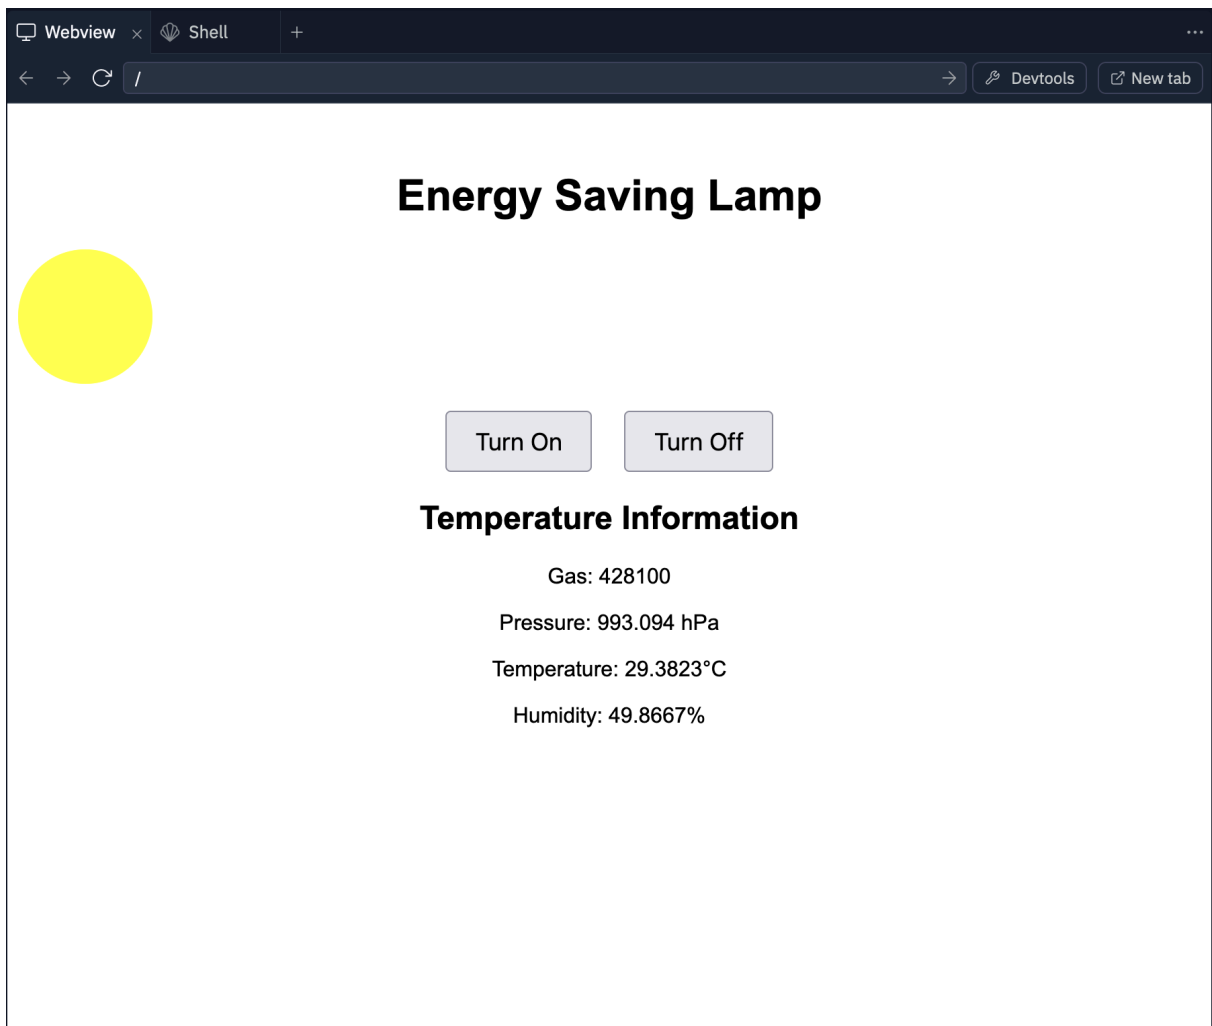 Webview Shell
/ Devtools New tab
Energy Saving Lamp
Turn On Turn Off
Temperature Information
Gas: 428100
Pressure: 993.094 hPa
Temperature: 29.3823°C
Humidity: 49.8667%